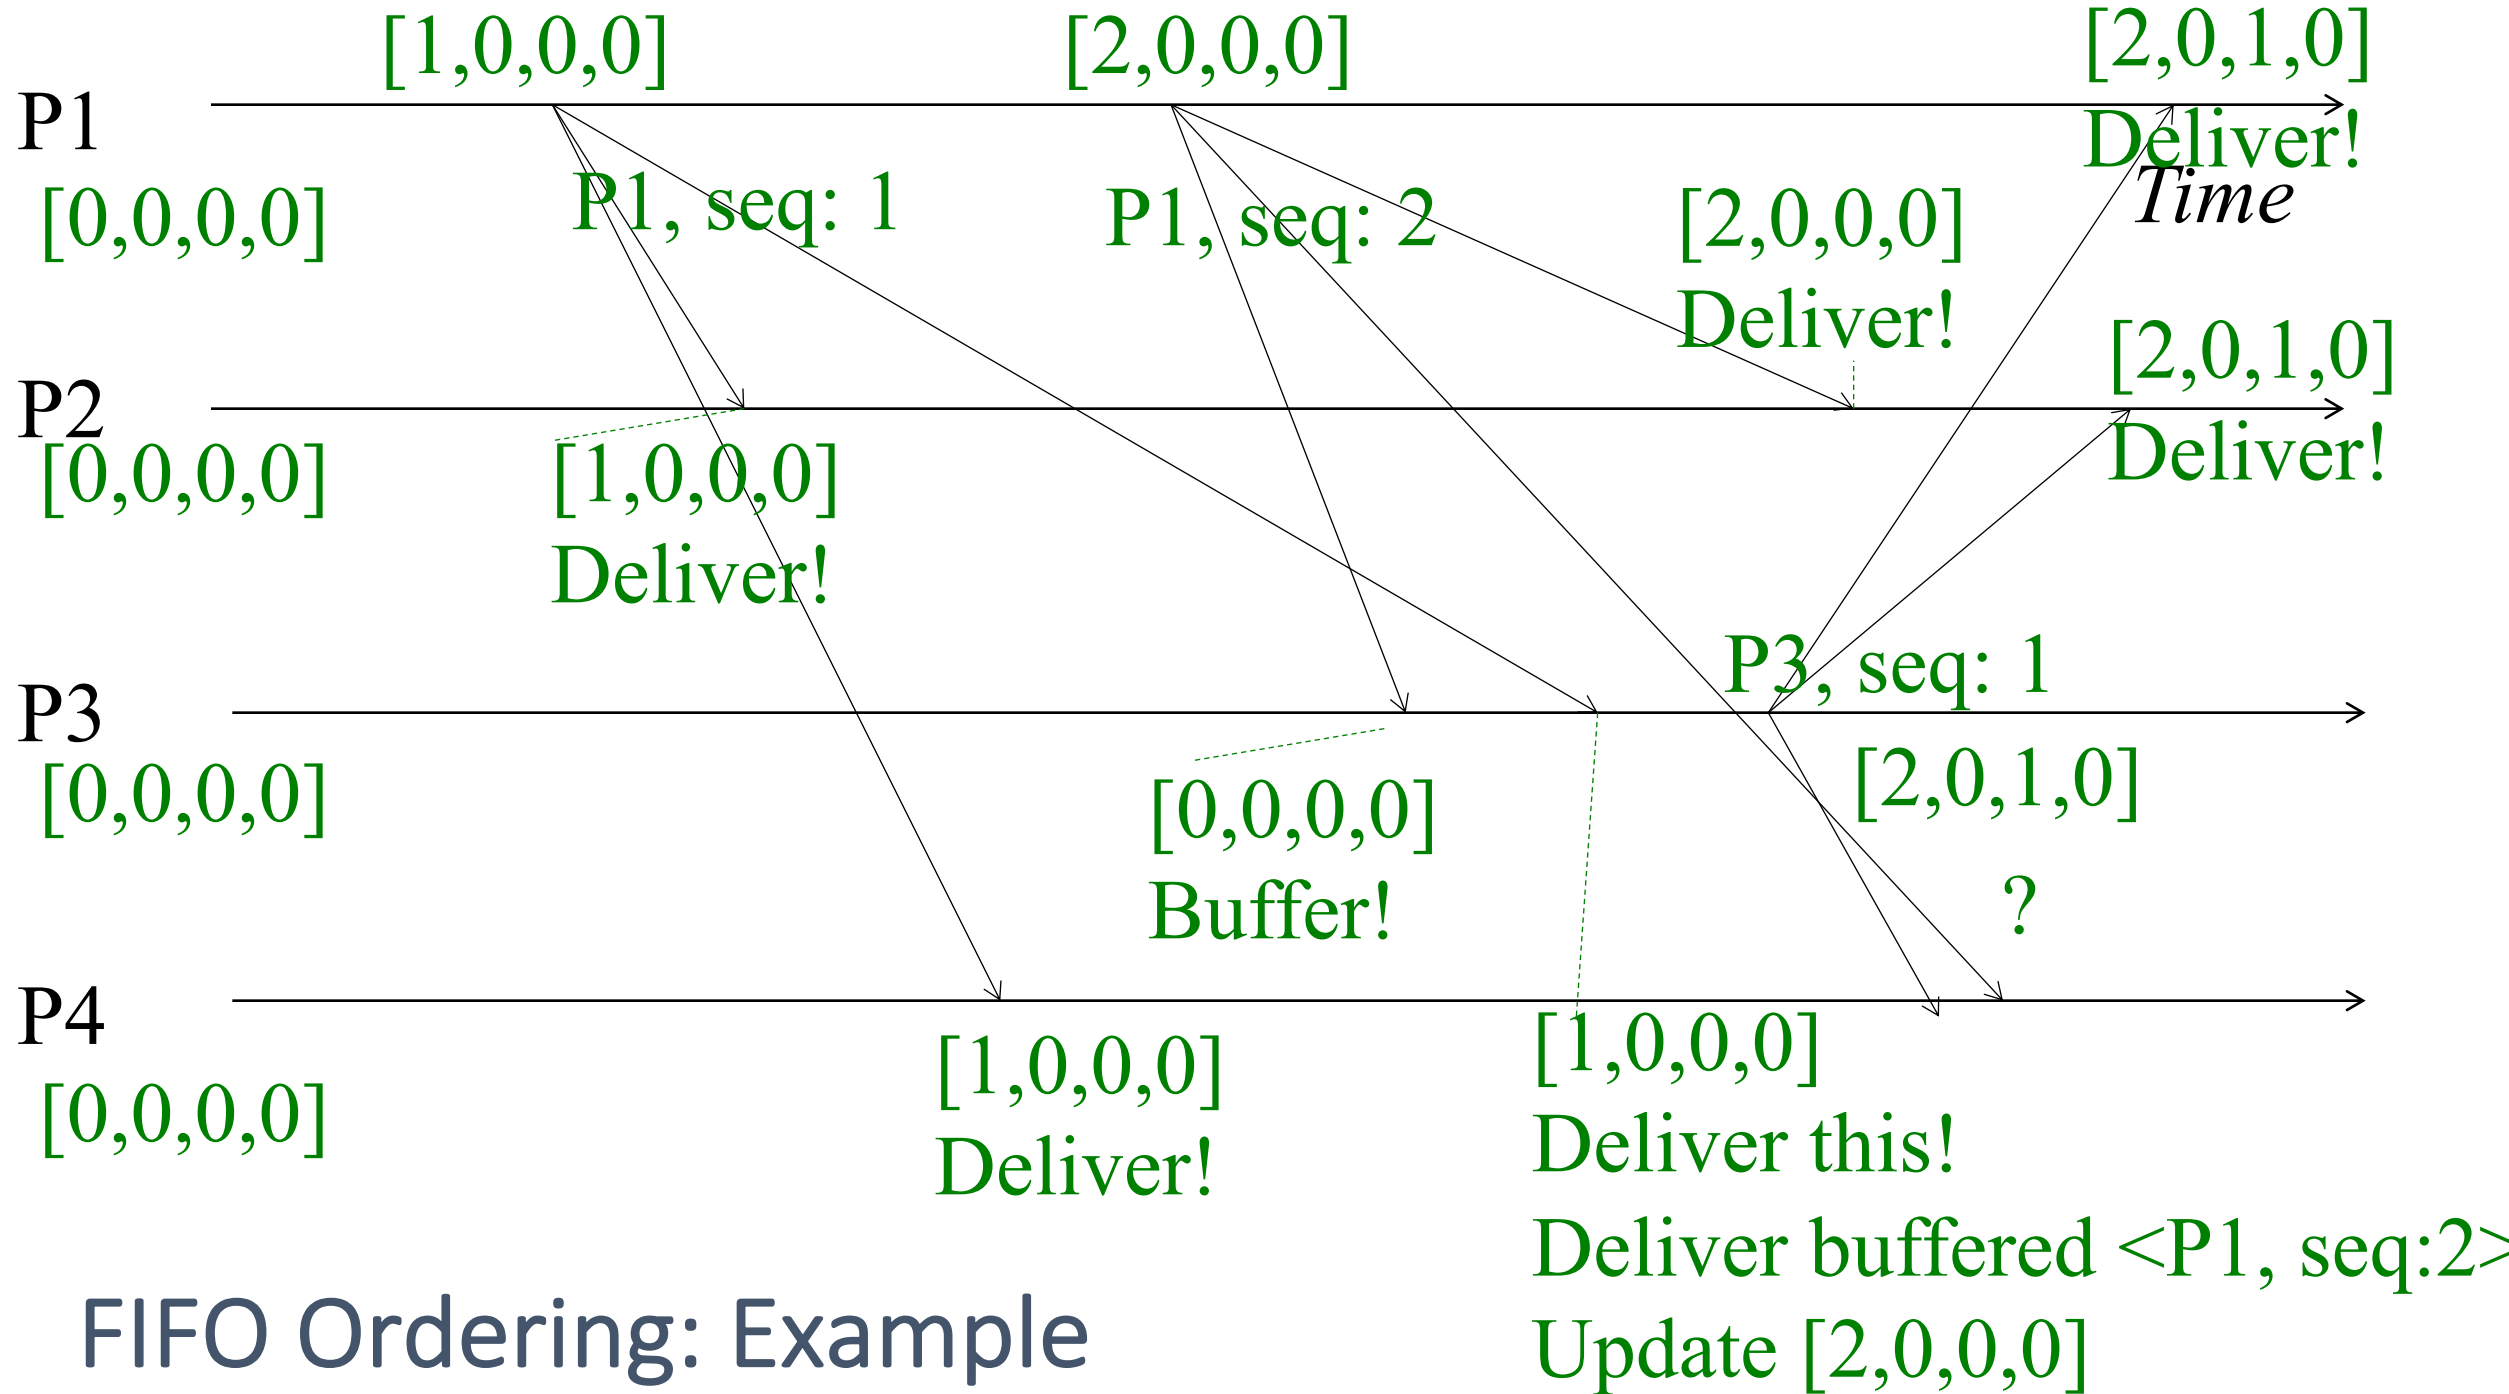 [1,0,0,0]
[2,0,0,0]
[2,0,1,0]
P1
Deliver!
Time
[0,0,0,0]
P1, seq: 1
P1, seq: 2
[2,0,0,0]
Deliver!
[2,0,1,0]
Deliver!
P2
[0,0,0,0]
[1,0,0,0]
Deliver!
P3, seq: 1
P3
[0,0,0,0]
[0,0,0,0]
Buffer!
[2,0,1,0]
?
P4
[0,0,0,0]
[1,0,0,0]
Deliver!
[1,0,0,0]
Deliver this!
Deliver buffered <P1, seq:2>
Update [2,0,0,0]
FIFO Ordering: Example